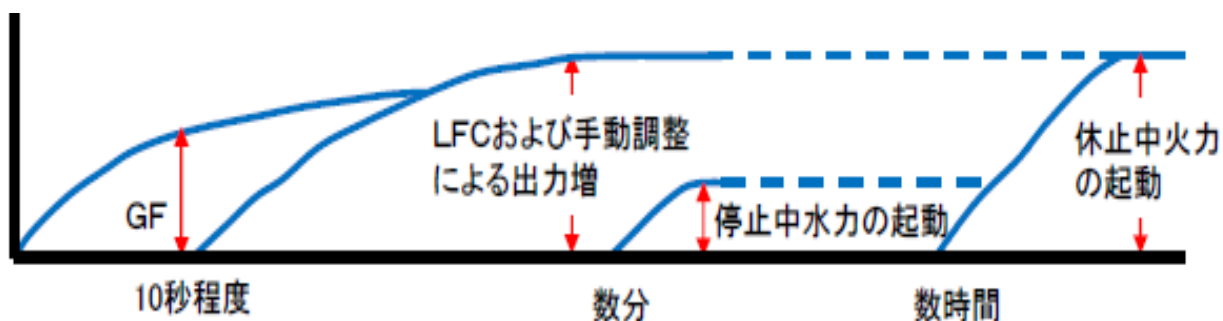 GF
LFCおよび手動調整
による出力増
停止中水力の起動
休止中火力
の起動
10秒程度
数分
数時間